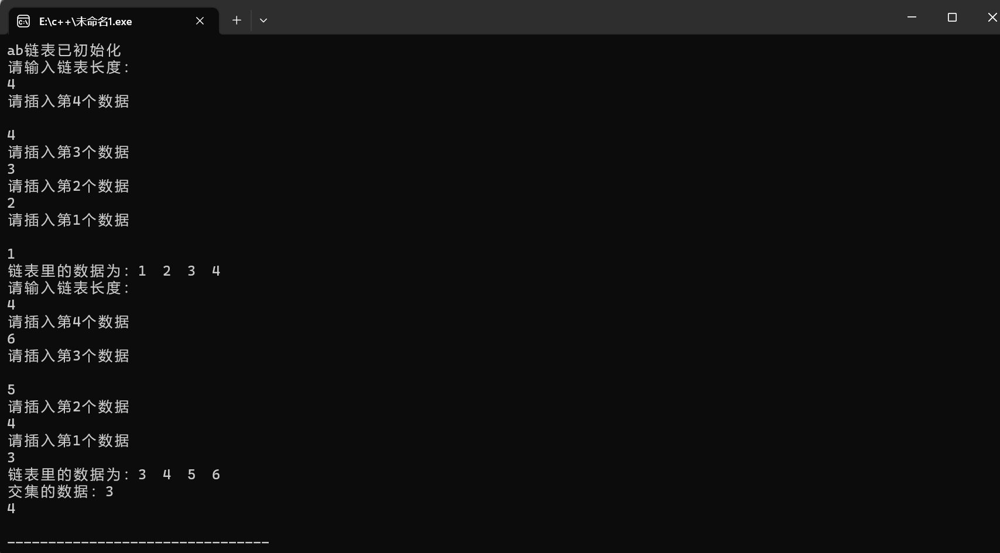 E:\c++\未命名1.exe
ab链表已初始化
请输入链表长度：
4
请插入第4个数据
4
请插入第3个数据
3
请插入第2个数据
2
请插入第1个数据
1
链表里的数据为：1  2  3  4
请输入链表长度：
4
请插入第4个数据
6
请插入第3个数据
5
请插入第2个数据
4
请插入第1个数据
3
链表里的数据为：3  4  5  6
交集的数据：3
4
--------------------------------